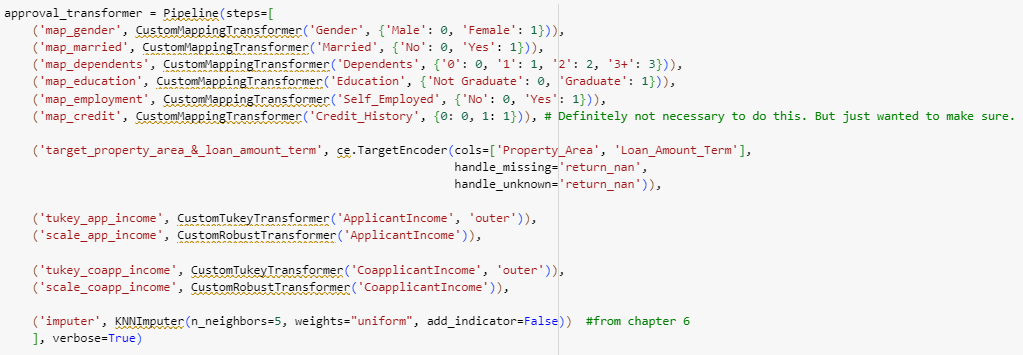 approval_transformer = Pipeline(steps=[
    ('map_gender', CustomMappingTransformer('Gender', {'Male': 0, 'Female': 1})),
    ('map_married', CustomMappingTransformer('Married', {'No': 0, 'Yes': 1})),
    ('map_dependents', CustomMappingTransformer('Dependents', {'0': 0, '1': 1, '2': 2, '3+': 3})),
    ('map_education', CustomMappingTransformer('Education', {'Not Graduate': 0, 'Graduate': 1})),
    ('map_employment', CustomMappingTransformer('Self_Employed', {'No': 0, 'Yes': 1})),
    ('map_credit', CustomMappingTransformer('Credit_History', {0: 0, 1: 1})), # Definitely not necessary to do this. But just wanted to make sure.
    ('target_property_area_&_loan_amount_term', ce.TargetEncoder(cols=['Property_Area', 'Loan_Amount_Term'],
                                                                 handle_missing='return_nan',
                                                                 handle_unknown='return_nan')),
    ('tukey_app_income', CustomTukeyTransformer('ApplicantIncome', 'outer')),
    ('scale_app_income', CustomRobustTransformer('ApplicantIncome')),
    ('tukey_coapp_income', CustomTukeyTransformer('CoapplicantIncome', 'outer')),
    ('scale_coapp_income', CustomRobustTransformer('CoapplicantIncome')),
    ('imputer', KNNImputer(n_neighbors=5, weights="uniform", add_indicator=False))  #from chapter 6
    ], verbose=True)